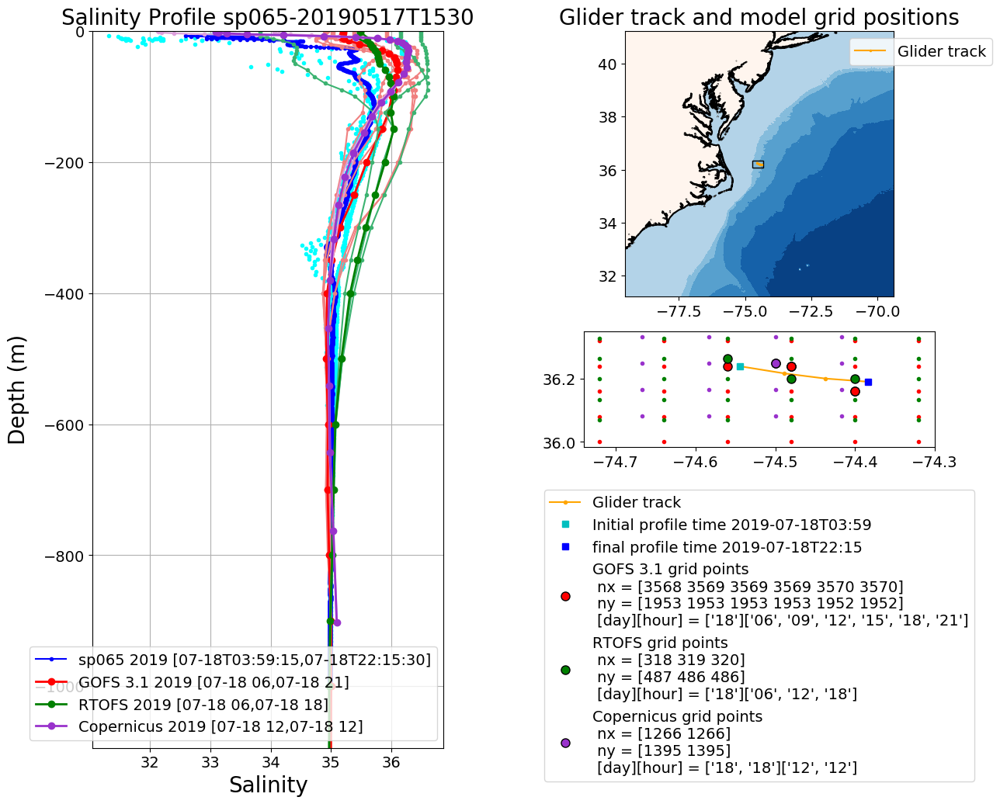 Salinity Profile sp065-20190517T1530
0
−200
−400
−600
−800
−1000
Depth (m)
32
33
34
35
36
Salinity
sp065 2019 [07-18T03:59:15,07-18T22:15:30]
GOFS 3.1 2019 [07-18 06,07-18 21]
RTOFS 2019 [07-18 06,07-18 18]
Copernicus 2019 [07-18 12,07-18 12]
Glider track and model grid positions
Glider track
40
38
36
34
32
−77.5
−75.0
−72.5
−70.0
36.2
36.0
−74.7
−74.6
−74.5
−74.4
−74.3
Glider track
Initial profile time 2019-07-18T03:59
final profile time 2019-07-18T22:15
GOFS 3.1 grid points
nx = [3568 3569 3569 3569 3570 3570]
ny = [1953 1953 1953 1953 1952 1952]
[day][hour] = ['18']['06', '09', '12', '15', '18', '21']
RTOFS grid points
nx = [318 319 320]
ny = [487 486 486]
[day][hour] = ['18']['06', '12', '18']
Copernicus grid points
nx = [1266 1266]
ny = [1395 1395]
[day][hour] = ['18', '18']['12', '12']